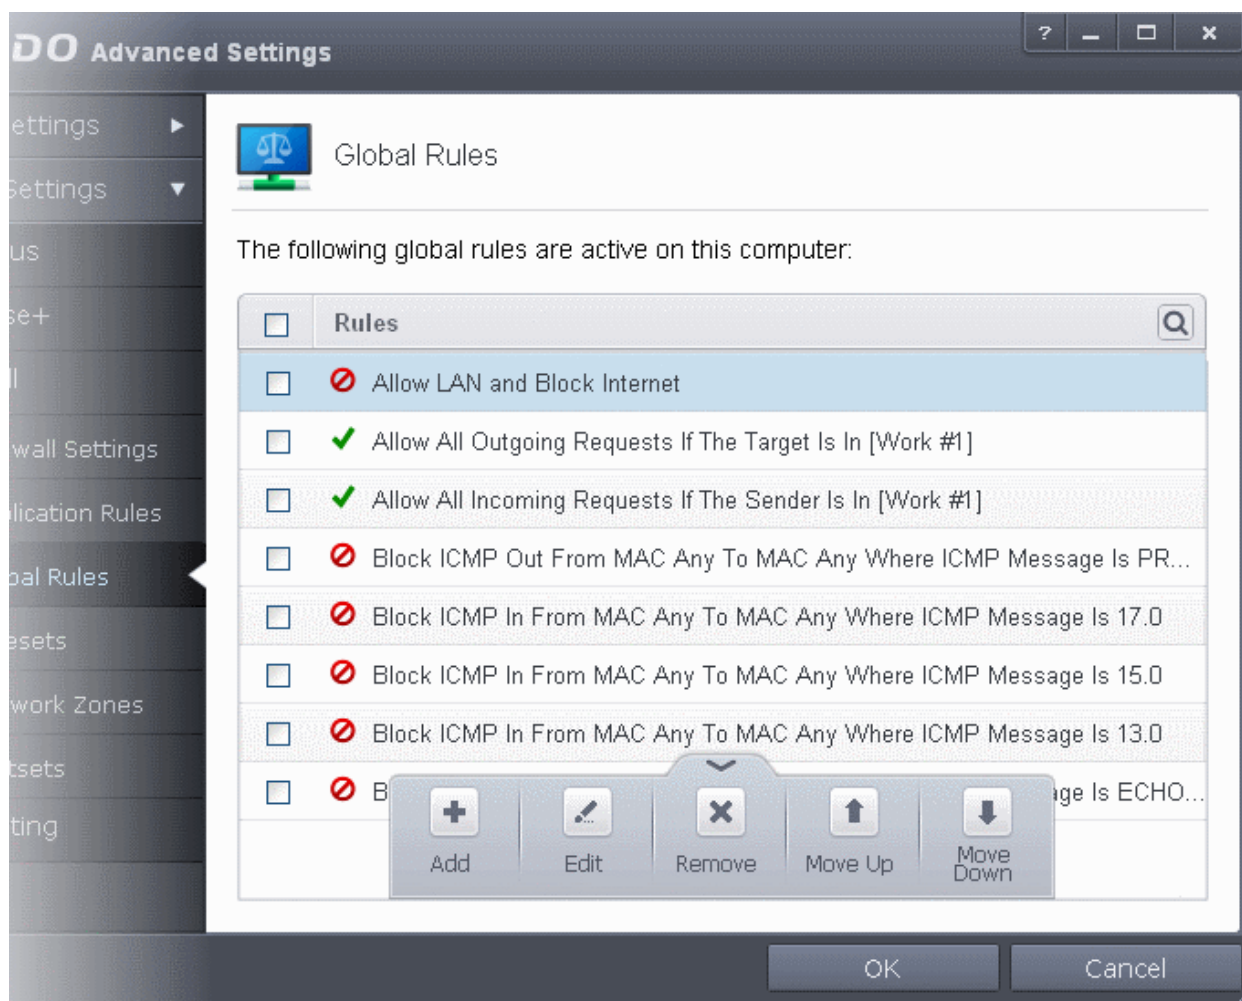 DO Advanced Settings
?
ettings
Settings
us
se+
ll
wall Settings
lication Rules
bal Rules
esets
work Zones
tsets
ting
Global Rules
The following global rules are active on this computer:
Rules
Allow LAN and Block Internet
Allow All Outgoing Requests If The Target Is In [Work #1]
Allow All Incoming Requests If The Sender Is In [Work #1]
Block ICMP Out From MAC Any To MAC Any Where ICMP Message Is PR...
Block ICMP In From MAC Any To MAC Any Where ICMP Message Is 17.0
Block ICMP In From MAC Any To MAC Any Where ICMP Message Is 15.0
Block ICMP In From MAC Any To MAC Any Where ICMP Message Is 13.0
B age Is ECHO...
Add Edit Remove Move Up Move Down
OK Cancel